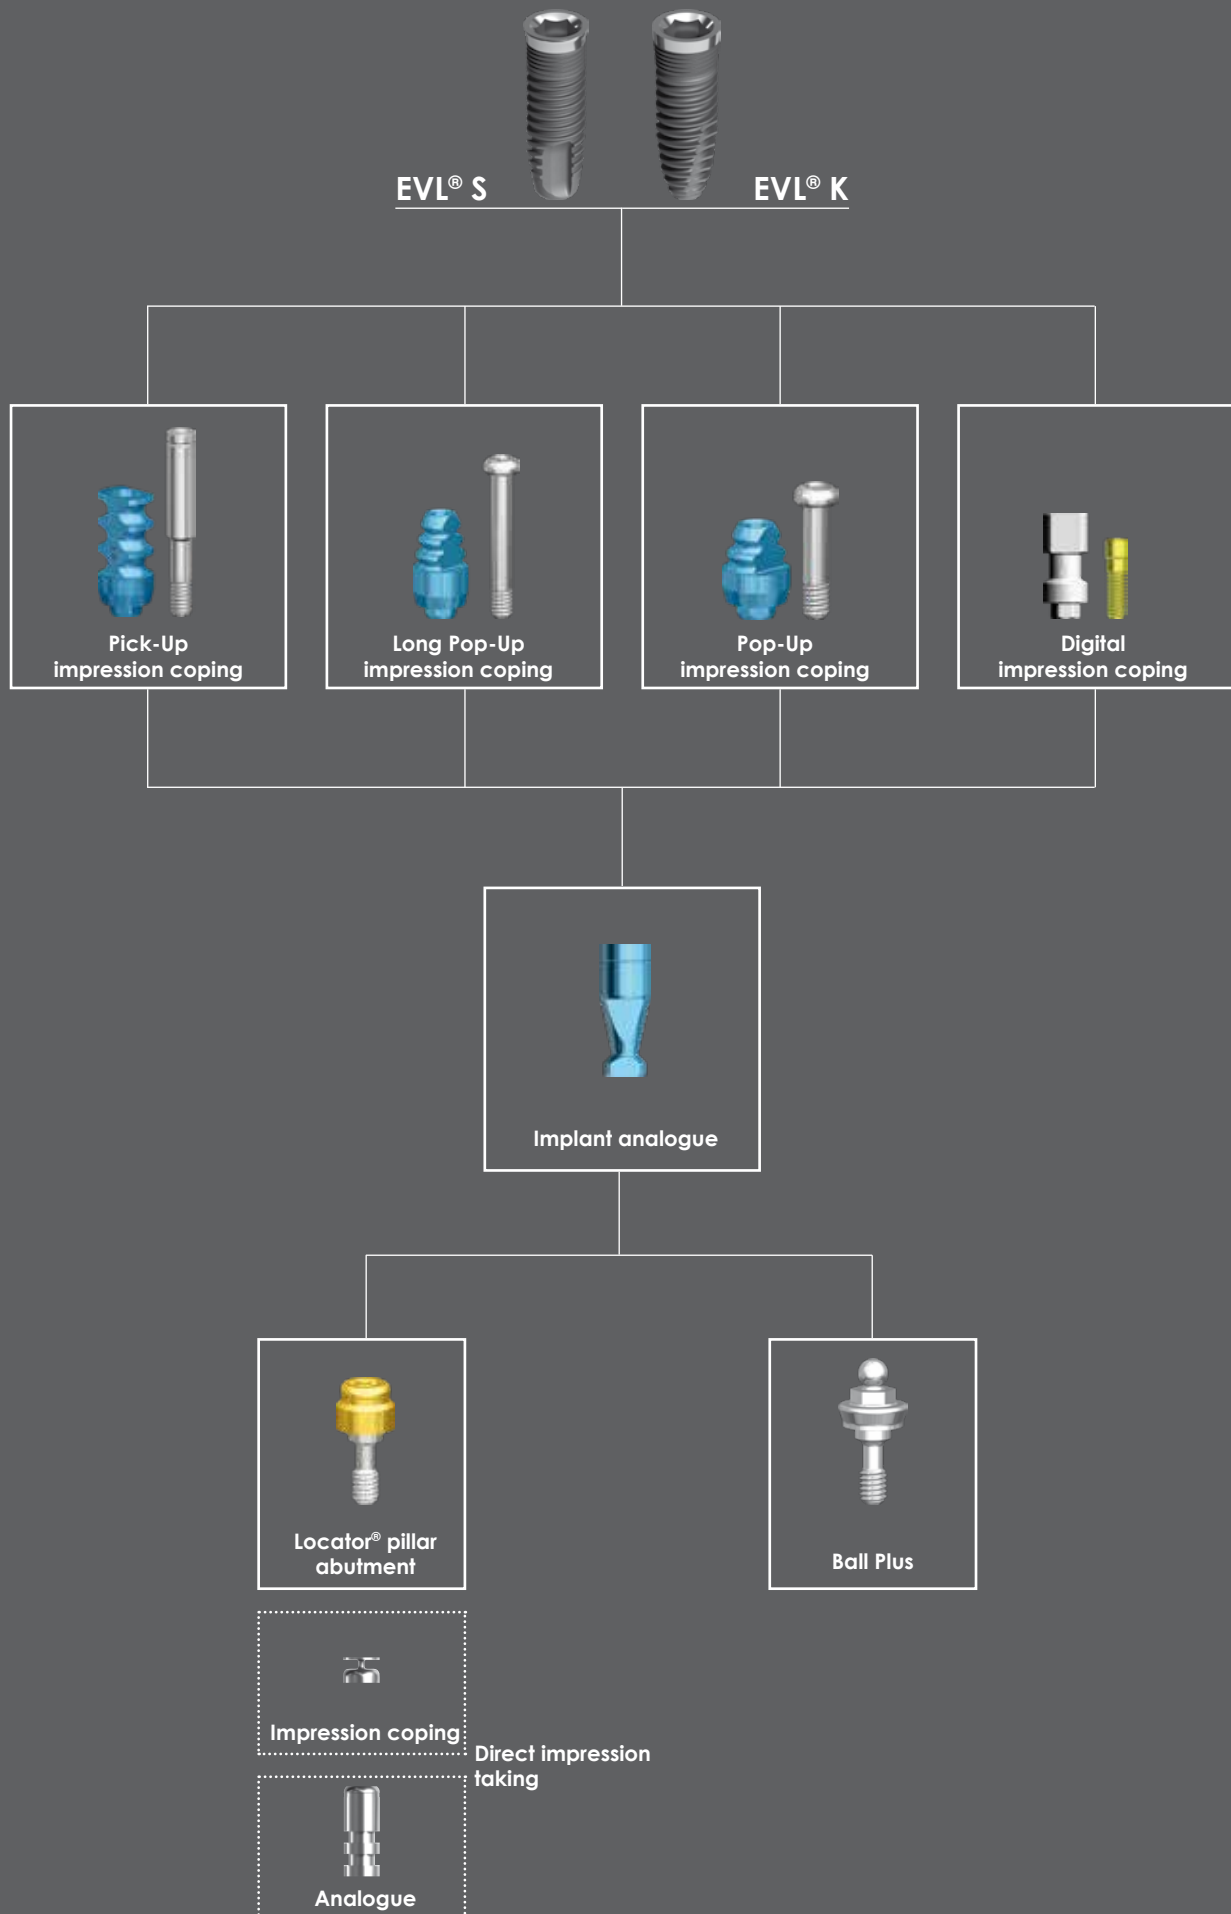 EVL® S
EVL® K
Pick-Up
impression coping
Long Pop-Up
impression coping
Pop-Up
impression coping
Digital
impression coping
Implant analogue
Locator® pillar
abutment
Ball Plus
Impression coping
Direct impression
taking
Analogue